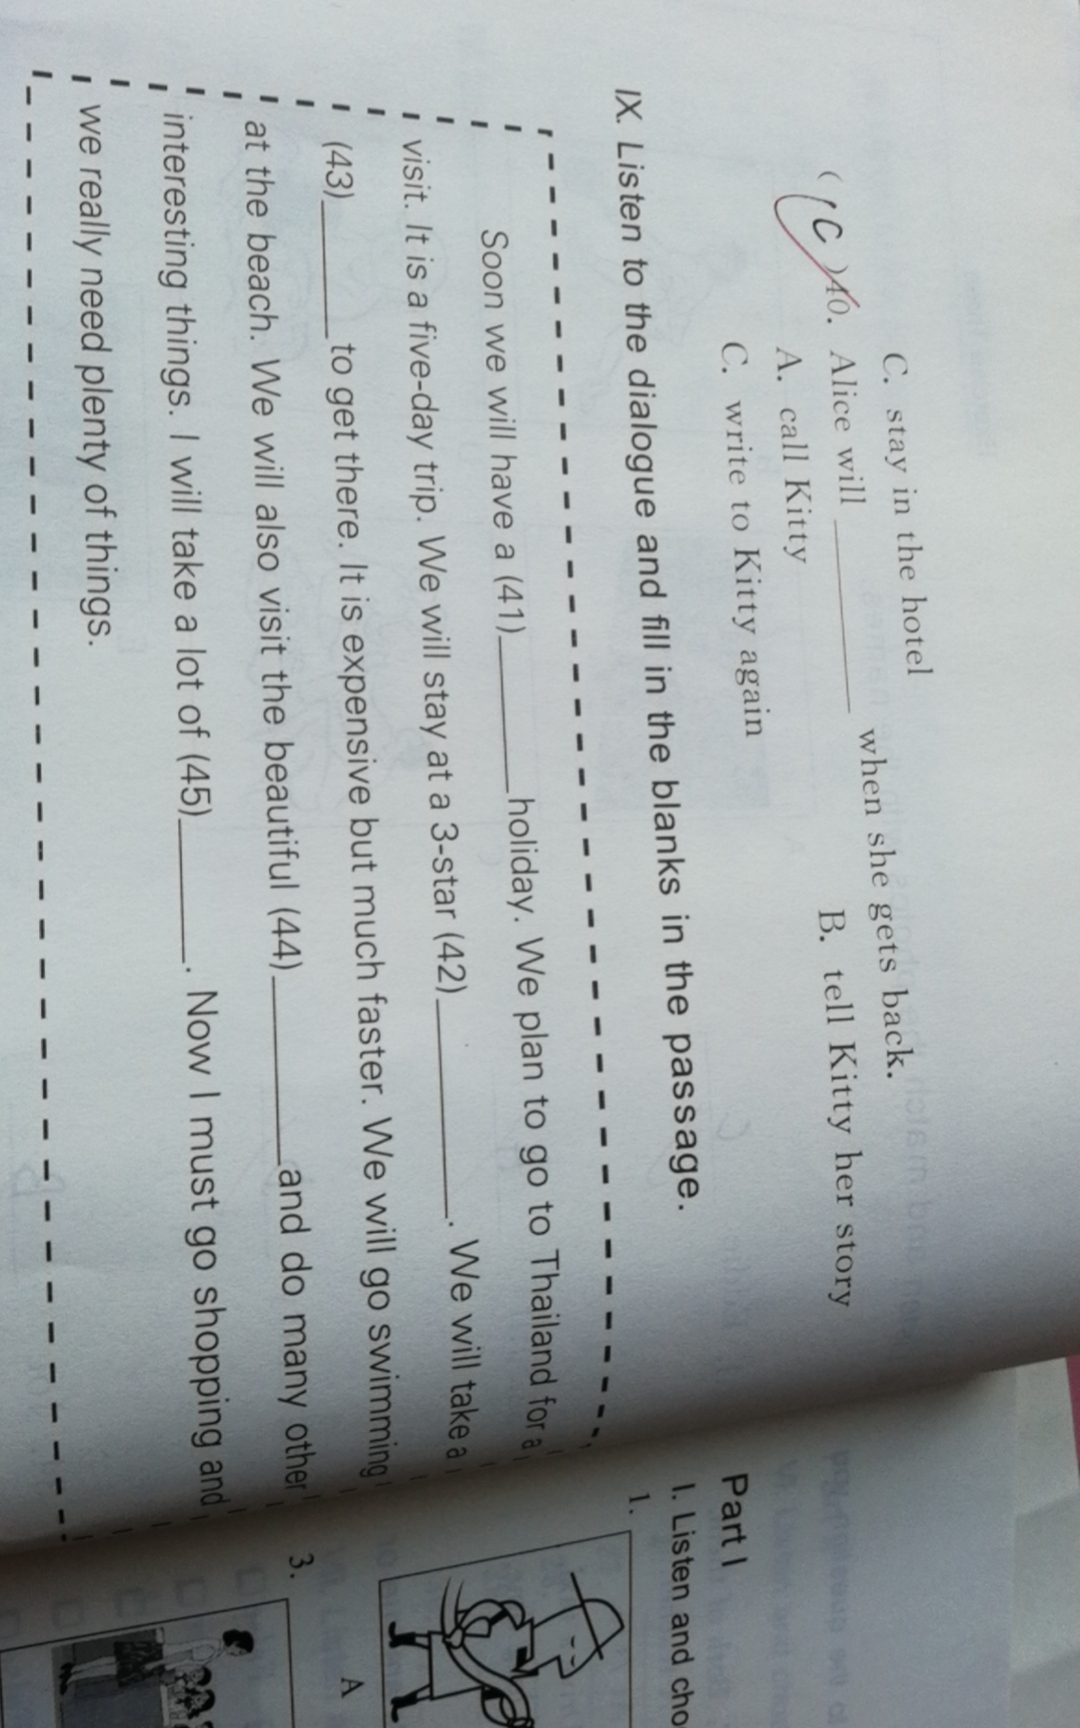 C. stay in the hotel
( C )40. Alice will ________ when she gets back.
A. call Kitty B. tell Kitty her story
C. write to Kitty again
IX. Listen to the dialogue and fill in the blanks in the passage.
Soon we will have a (41)______holiday. We plan to go to Thailand for a
visit. It is a five-day trip. We will stay at a 3-star (42)________. We will take a
(43)______ to get there. It is expensive but much faster. We will go swimming
at the beach. We will also visit the beautiful (44)________and do many other
interesting things. I will take a lot of (45)______. Now I must go shopping and
we really need plenty of things.
Part I
I. Listen and cho
1.
A
3.